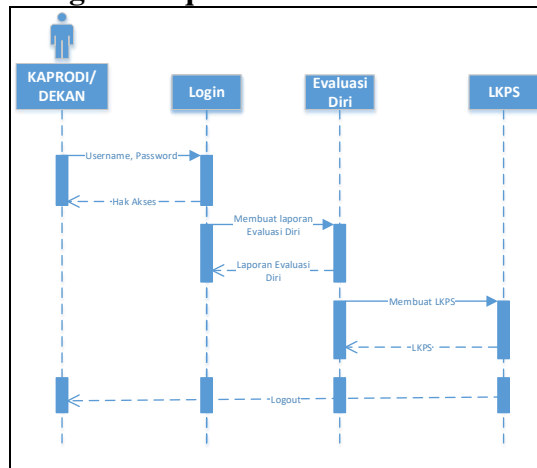 KAPRODI/
DEKAN
Login
Evaluasi
Diri
LKPS
Username, Password
Hak Akses
Membuat laporan
Evaluasi Diri
Laporan Evaluasi
Diri
Membuat LKPS
LKPS
Logout